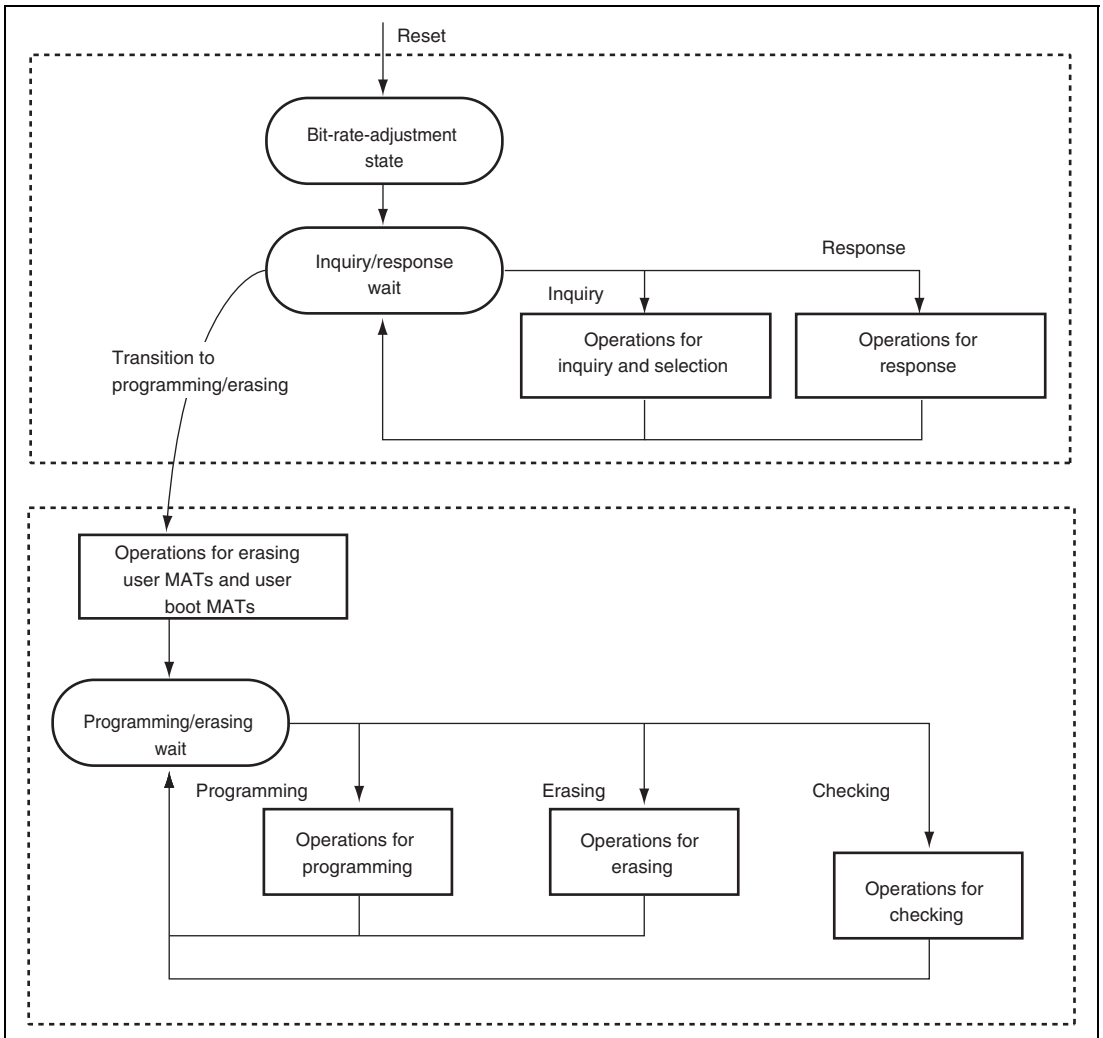 Reset
Bit-rate-adjustment
state
Inquiry/response
wait
Response
Inquiry
Operations for
inquiry and selection
Operations for
response
Transition to
programming/erasing
Operations for erasing
user MATs and user
boot MATs
Programming/erasing
wait
Programming
Erasing
Checking
Operations for
programming
Operations for
erasing
Operations for
checking